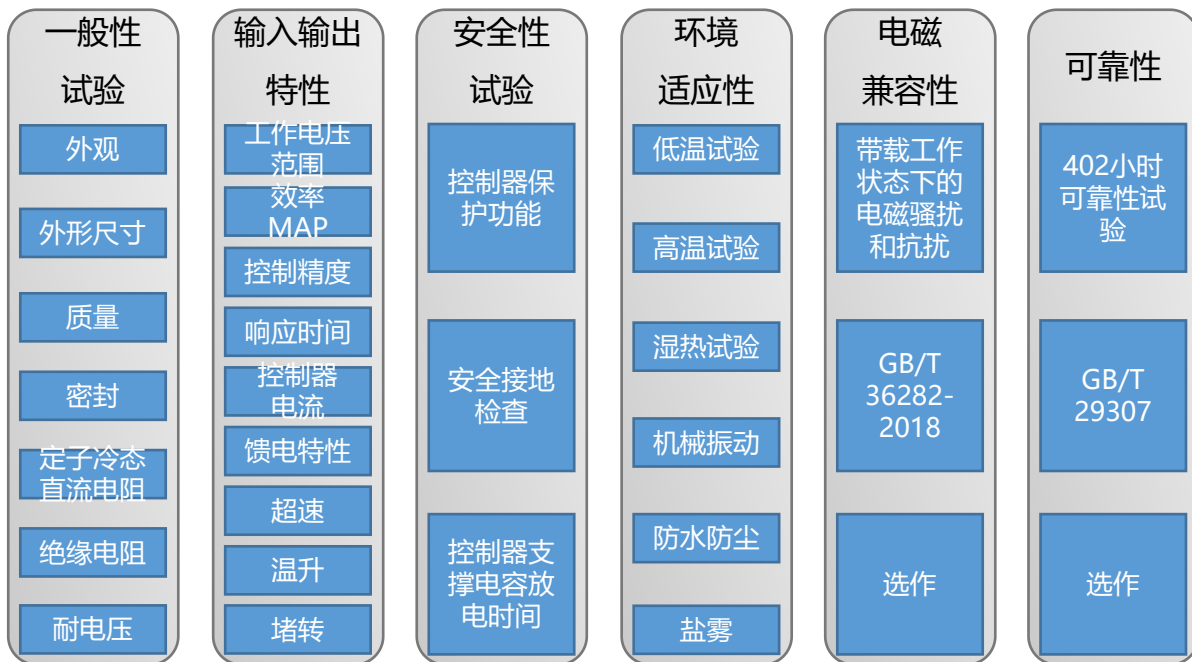 一般性
试验
外观
外形尺寸
质量
密封
定子冷态
直流电阻
绝缘电阻
耐电压
输入输出
特性
工作电压
范围
效率
MAP
控制精度
响应时间
控制器
电流
馈电特性
超速
温升
堵转
安全性
试验
控制器保
护功能
安全接地
检查
控制器支
撑电容放
电时间
环境
适应性
低温试验
高温试验
湿热试验
机械振动
防水防尘
盐雾
电磁
兼容性
带载工作
状态下的
电磁骚扰
和抗扰
GB/T
36282-
2018
选作
可靠性
402小时
可靠性试
验
GB/T
29307
选作